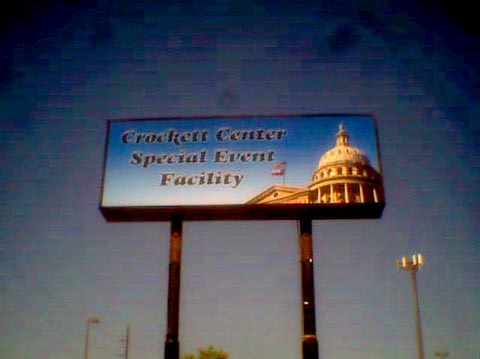 Crockett Center
Special Event
Facility